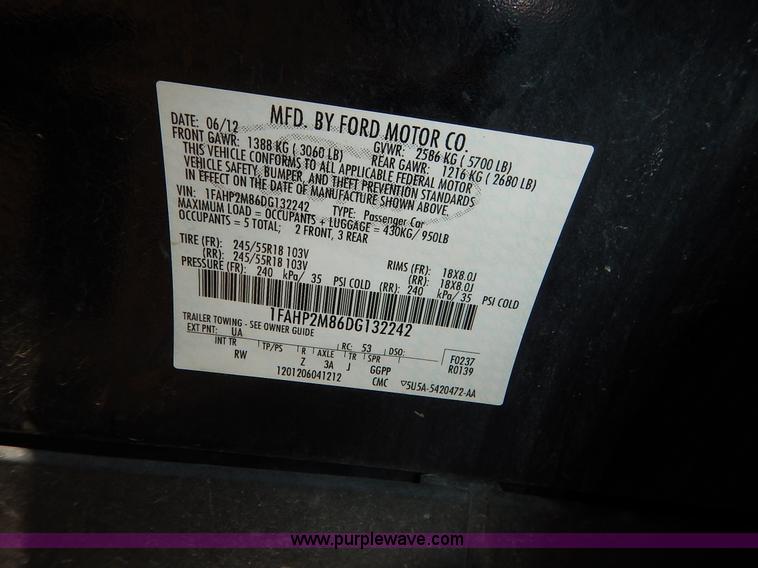 MFD. BY FORD MOTOR CO.
DATE: 06/12 GVWR: 2586 KG ( 5700 LB)
FRONT GAWR: 1388 KG ( 3060 LB) REAR GAWR: 1216 KG ( 2680 LB)
THIS VEHICLE CONFORMS TO ALL APPLICABLE FEDERAL MOTOR
VEHICLE SAFETY, BUMPER, AND THEFT PREVENTION STANDARDS
IN EFFECT ON THE DATE OF MANUFACTURE SHOWN ABOVE.
VIN: 1FAHP2M86DG132242 TYPE: Passenger Car
MAXIMUM LOAD = OCCUPANTS + LUGGAGE = 430KG/ 950LB
OCCUPANTS = 5 TOTAL; 2 FRONT, 3 REAR
TIRE (FR): 245/55R18 103V RIMS (FR): 18X8.0J
(RR): 245/55R18 103V (RR): 18X8.0J
PRESSURE (FR): 240 kPa/ 35 PSI COLD (RR): 240 kPa/ 35 PSI COLD
1FAHP2M86DG132242
TRAILER TOWING - SEE OWNER GUIDE
EXT PNT: UA RC: 53 DSO: F0237
INT TR TP/PS R AXLE TR SPR R0139
RW Z 3A J GGPP
1201206041212 CMC ▽5U5A-5420472-AA
www.purplewave.com